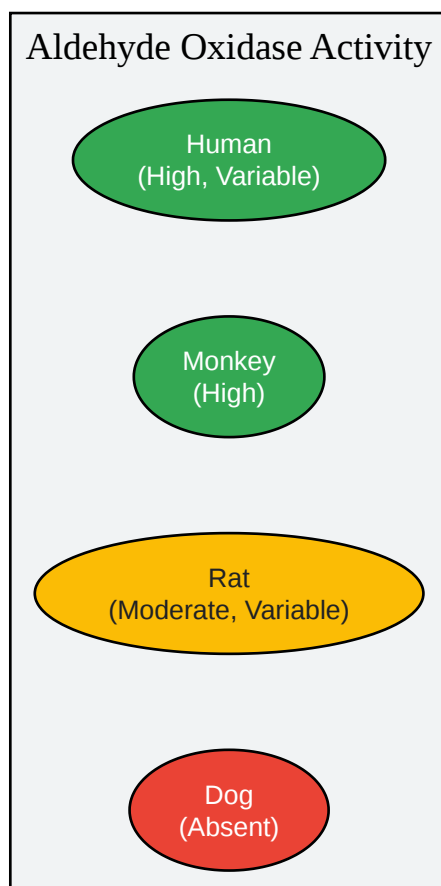 Aldehyde Oxidase Activity
Human
(High, Variable)
Monkey
(High)
Rat
(Moderate, Variable)
Dog
(Absent)